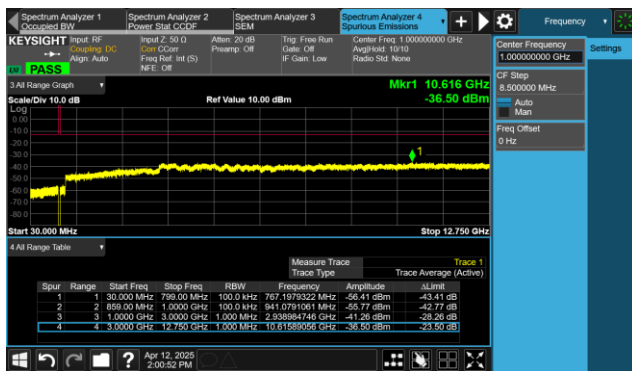 Spectrum Analyzer 1
Occupied BW
Spectrum Analyzer 2
Power Stat CCDF
Spectrum Analyzer 3
SEM
Spectrum Analyzer 4
Spurious Emissions
Frequency
KEYSIGHT
Input: RF
Coupling: DC
Align: Auto
PASS
Input Z: 50 Ω
Corr CCorr
Freq Ref: Int (S)
NFE: Off
Atten: 20 dB
Preamp: Off
Trig: Free Run
Gate: Off
IF Gain: Low
Center Freq: 1.000000000 GHz
Avg|Hold: 10/10
Radio Std: None
Center Frequency
1.00000000 GHz
Settings
CF Step
8.500000 MHz
Auto
Man
Freq Offset
0 Hz
3 All Range Graph
Mkr1 10.616 GHz
Scale/Div 10.0 dB
Ref Value 10.00 dBm
-36.50 dBm
Log
0.00
-10.0
-20.0
-30.0
-40.0
-50.0
-60.0
-70.0
-80.0
1
Start 30.000 MHz
Stop 12.750 GHz
4 All Range Table
Measure Trace Trace 1
Trace Type Trace Average (Active)
Spur Range Start Freq Stop Freq RBW Frequency Amplitude ΔLimit
1 1 30.000 MHz 799.00 MHz 100.0 kHz 767.1979322 MHz -56.41 dBm -43.41 dB
2 2 859.00 MHz 1.0000 GHz 100.0 kHz 941.0791061 MHz -55.77 dBm -42.77 dB
3 3 1.0000 GHz 3.0000 GHz 1.000 MHz 2.938984746 GHz -41.26 dBm -28.26 dB
4 4 3.0000 GHz 12.750 GHz 1.000 MHz 10.61589056 GHz -36.50 dBm -23.50 dB
?
Apr 12, 2025
2:00:52 PM